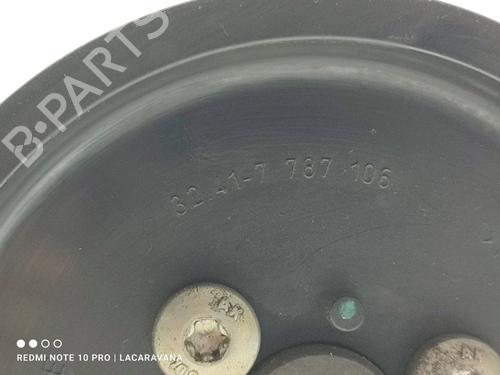 B-PARTS
32 41-7 787 106
REDMI NOTE 10 PRO | LACARAVANA